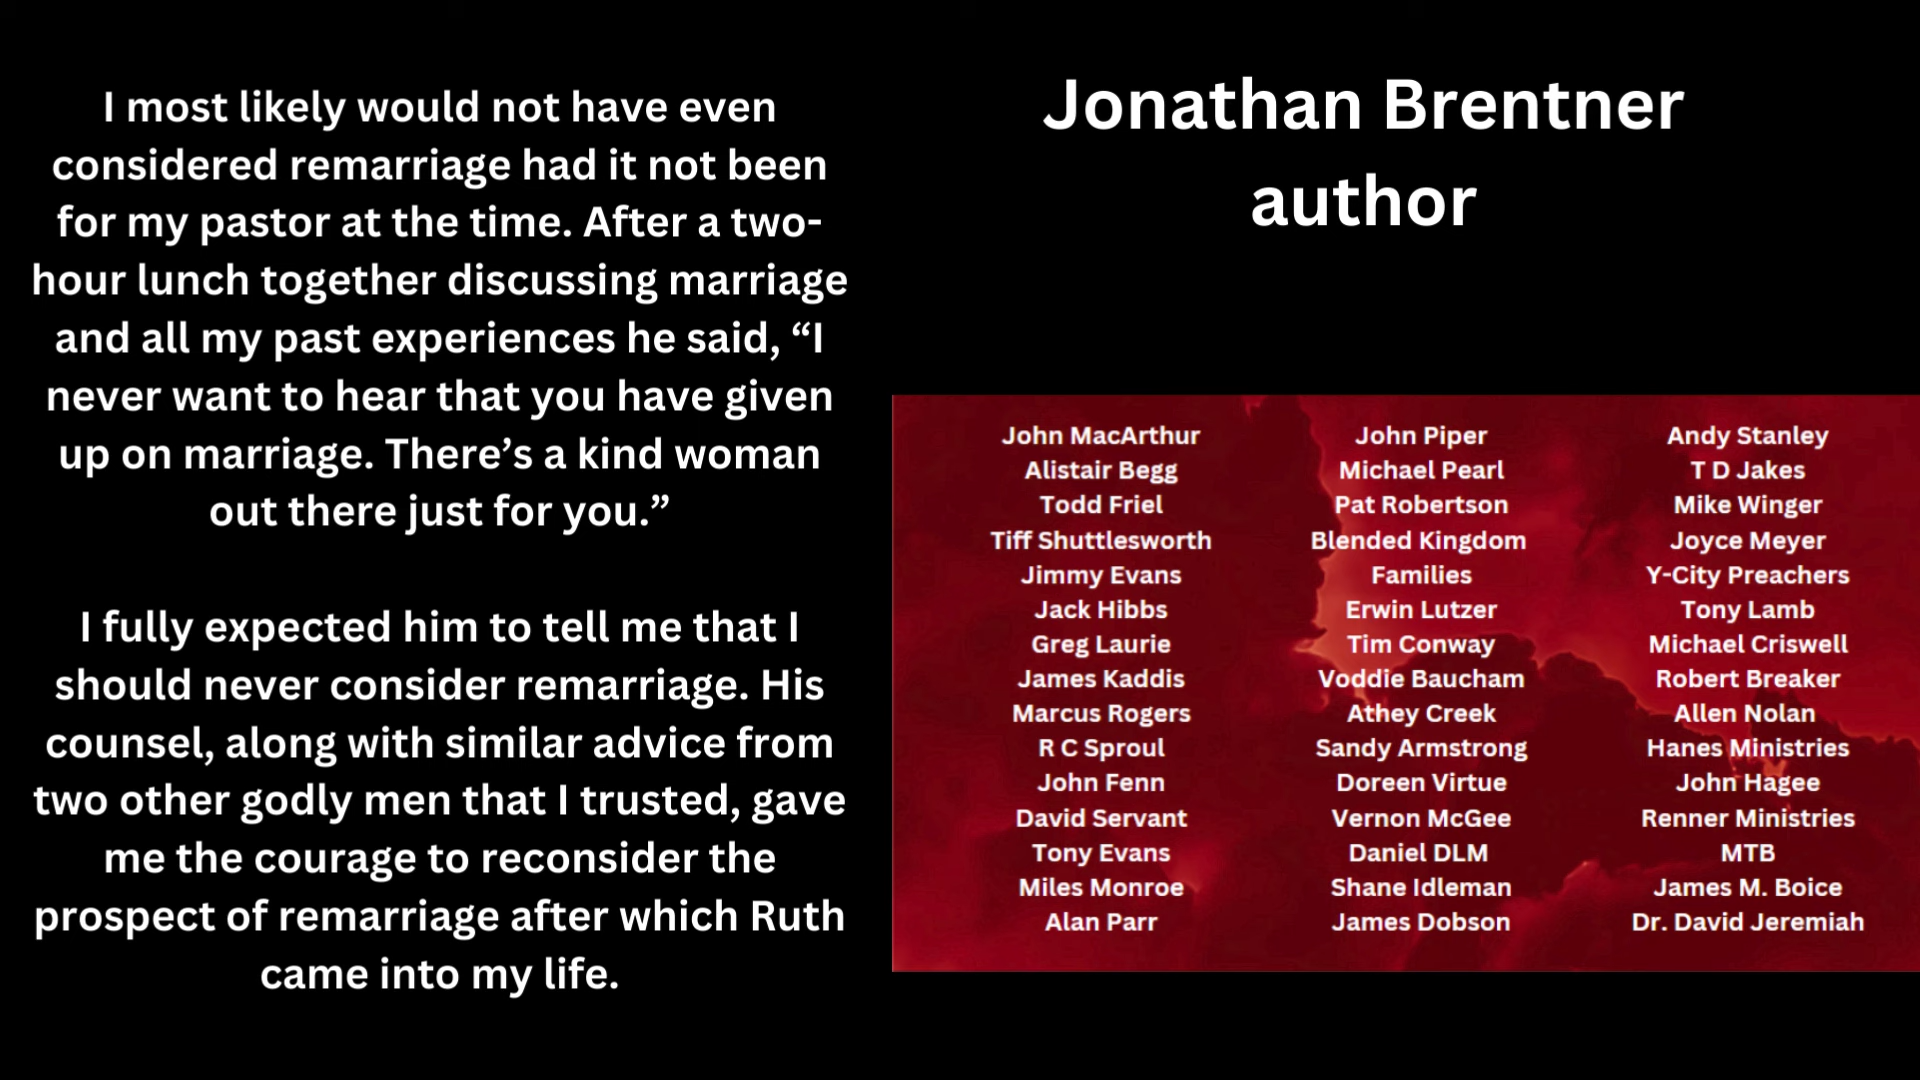 I most likely would not have even
considered remarriage had it not been
for my pastor at the time. After a two-
hour lunch together discussing marriage
and all my past experiences he said, “I
never want to hear that you have given
up on marriage. There’s a kind woman
out there just for you.”
I fully expected him to tell me that I
should never consider remarriage. His
counsel, along with similar advice from
two other godly men that I trusted, gave
me the courage to reconsider the
prospect of remarriage after which Ruth
came into my life.
Jonathan Brentner
author
John MacArthur
Alistair Begg
Todd Friel
Tiff Shuttlesworth
Jimmy Evans
Jack Hibbs
Greg Laurie
James Kaddis
Marcus Rogers
R C Sproul
John Fenn
David Servant
Tony Evans
Miles Monroe
Alan Parr
John Piper
Michael Pearl
Pat Robertson
Blended Kingdom
Families
Erwin Lutzer
Tim Conway
Voddie Baucham
Athey Creek
Sandy Armstrong
Doreen Virtue
Vernon McGee
Daniel DLM
Shane Idleman
James Dobson
Andy Stanley
T D Jakes
Mike Winger
Joyce Meyer
Y-City Preachers
Tony Lamb
Michael Criswell
Robert Breaker
Allen Nolan
Hanes Ministries
John Hagee
Renner Ministries
MTB
James M. Boice
Dr. David Jeremiah